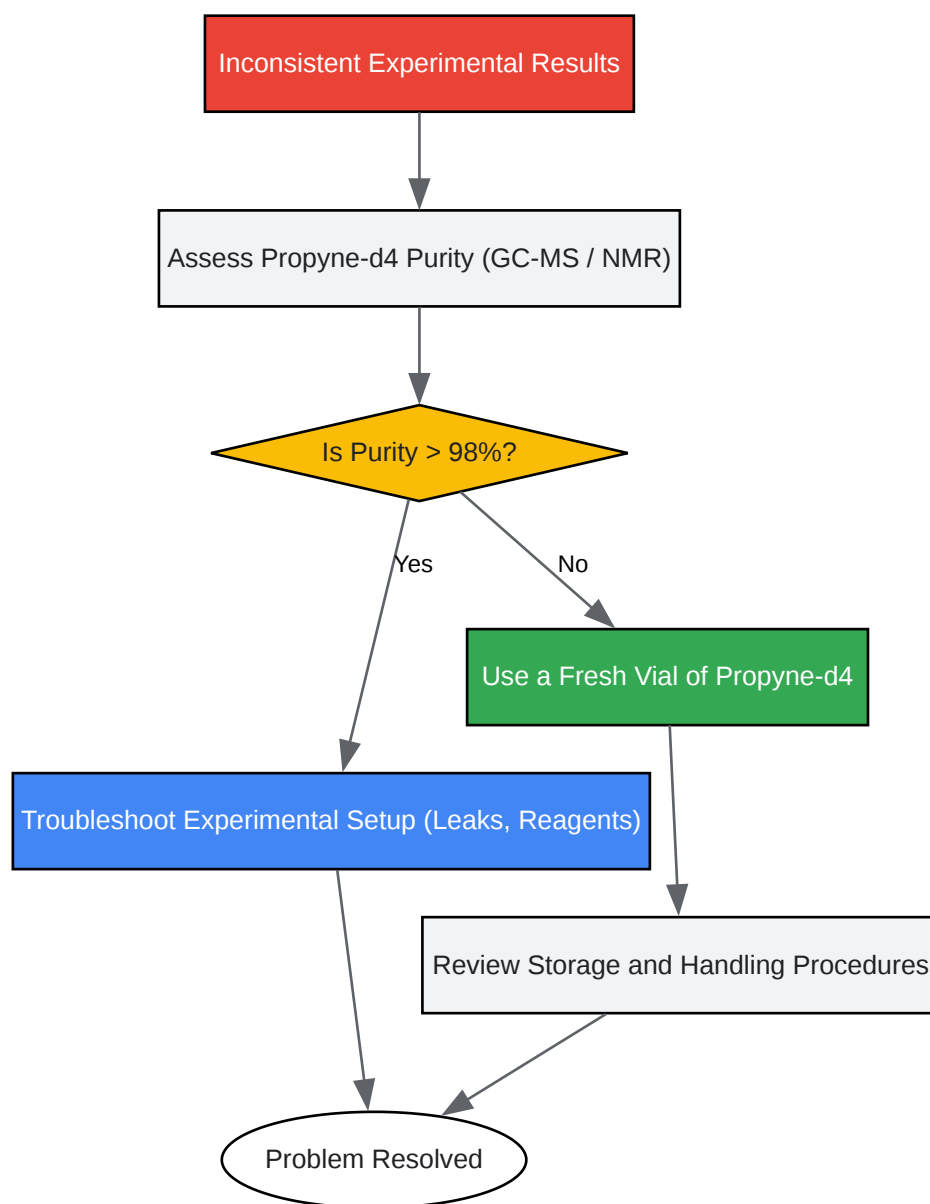 Inconsistent Experimental Results
Assess Propyne-d4 Purity (GC-MS / NMR)
Is Purity > 98%?
Yes
No
Use a Fresh Vial of Propyne-d4
Troubleshoot Experimental Setup (Leaks, Reagents)
Review Storage and Handling Procedures
Problem Resolved